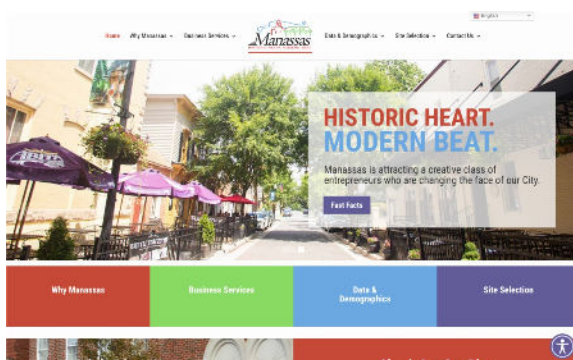 English
Home
Why Manassas
Business Services
Manassas
Data & Demographics
Site Selection
Contact Us
HISTORIC HEART.
MODERN BEAT.
Manassas is attracting a creative class of
entrepreneurs who are changing the face of our City.
Fast Facts
Why Manassas
Business Services
Data &
Demographics
Site Selection